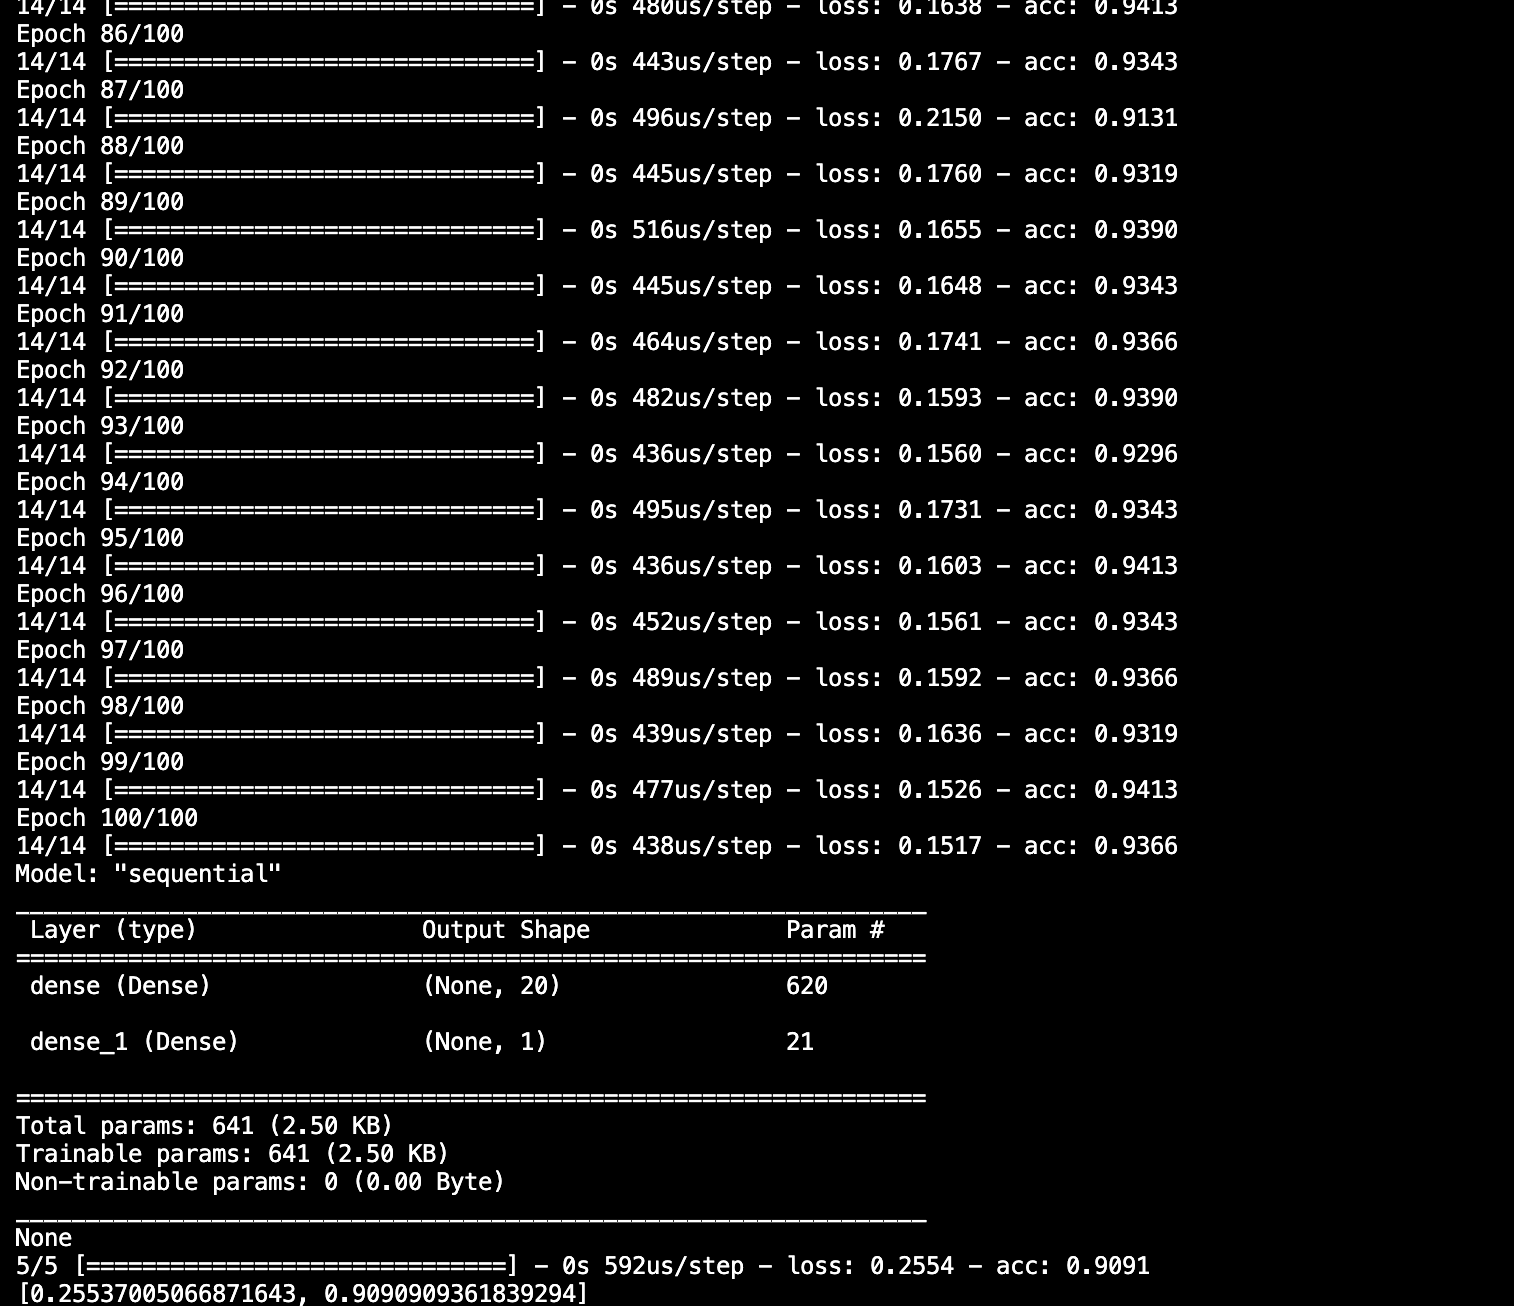 14/14 [==============================] - 0s 480us/step - loss: 0.1638 - acc: 0.9413
Epoch 86/100
14/14 [==============================] - 0s 443us/step - loss: 0.1767 - acc: 0.9343
Epoch 87/100
14/14 [==============================] - 0s 496us/step - loss: 0.2150 - acc: 0.9131
Epoch 88/100
14/14 [==============================] - 0s 445us/step - loss: 0.1760 - acc: 0.9319
Epoch 89/100
14/14 [==============================] - 0s 516us/step - loss: 0.1655 - acc: 0.9390
Epoch 90/100
14/14 [==============================] - 0s 445us/step - loss: 0.1648 - acc: 0.9343
Epoch 91/100
14/14 [==============================] - 0s 464us/step - loss: 0.1741 - acc: 0.9366
Epoch 92/100
14/14 [==============================] - 0s 482us/step - loss: 0.1593 - acc: 0.9390
Epoch 93/100
14/14 [==============================] - 0s 436us/step - loss: 0.1560 - acc: 0.9296
Epoch 94/100
14/14 [==============================] - 0s 495us/step - loss: 0.1731 - acc: 0.9343
Epoch 95/100
14/14 [==============================] - 0s 436us/step - loss: 0.1603 - acc: 0.9413
Epoch 96/100
14/14 [==============================] - 0s 452us/step - loss: 0.1561 - acc: 0.9343
Epoch 97/100
14/14 [==============================] - 0s 489us/step - loss: 0.1592 - acc: 0.9366
Epoch 98/100
14/14 [==============================] - 0s 439us/step - loss: 0.1636 - acc: 0.9319
Epoch 99/100
14/14 [==============================] - 0s 477us/step - loss: 0.1526 - acc: 0.9413
Epoch 100/100
14/14 [==============================] - 0s 438us/step - loss: 0.1517 - acc: 0.9366
Model: "sequential"
_________________________________________________________________
 Layer (type)                Output Shape              Param #
=================================================================
 dense (Dense)               (None, 20)                620

 dense_1 (Dense)             (None, 1)                 21

=================================================================
Total params: 641 (2.50 KB)
Trainable params: 641 (2.50 KB)
Non-trainable params: 0 (0.00 Byte)
_________________________________________________________________
None
5/5 [==============================] - 0s 592us/step - loss: 0.2554 - acc: 0.9091
[0.25537005066871643, 0.9090909361839294]